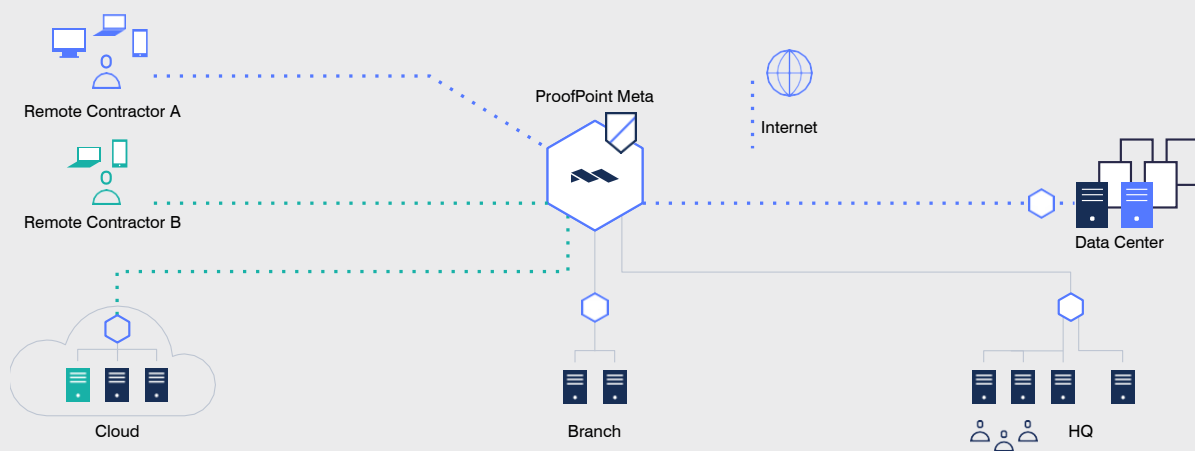 ProofPoint Meta
Remote Contractor A
Internet
Remote Contractor B
Data Center
Cloud
Branch
HQ